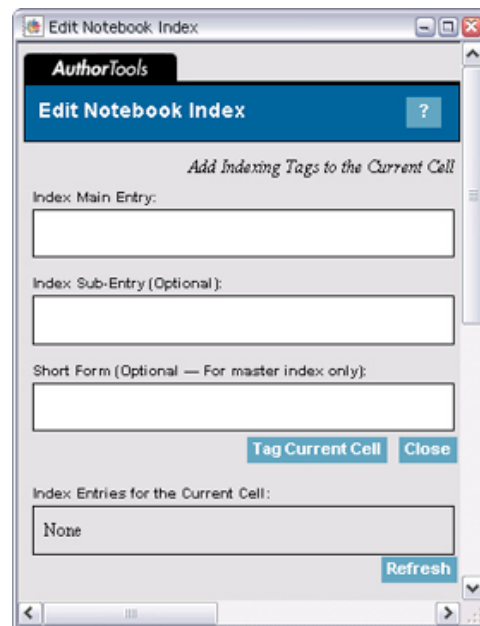 Edit Notebook Index
AuthorTools
Edit Notebook Index
?
Add Indexing Tags to the Current Cell
Index Main Entry:
Index Sub-Entry (Optional):
Short Form (Optional — For master index only):
Tag Current Cell Close
Index Entries for the Current Cell:
None
Refresh